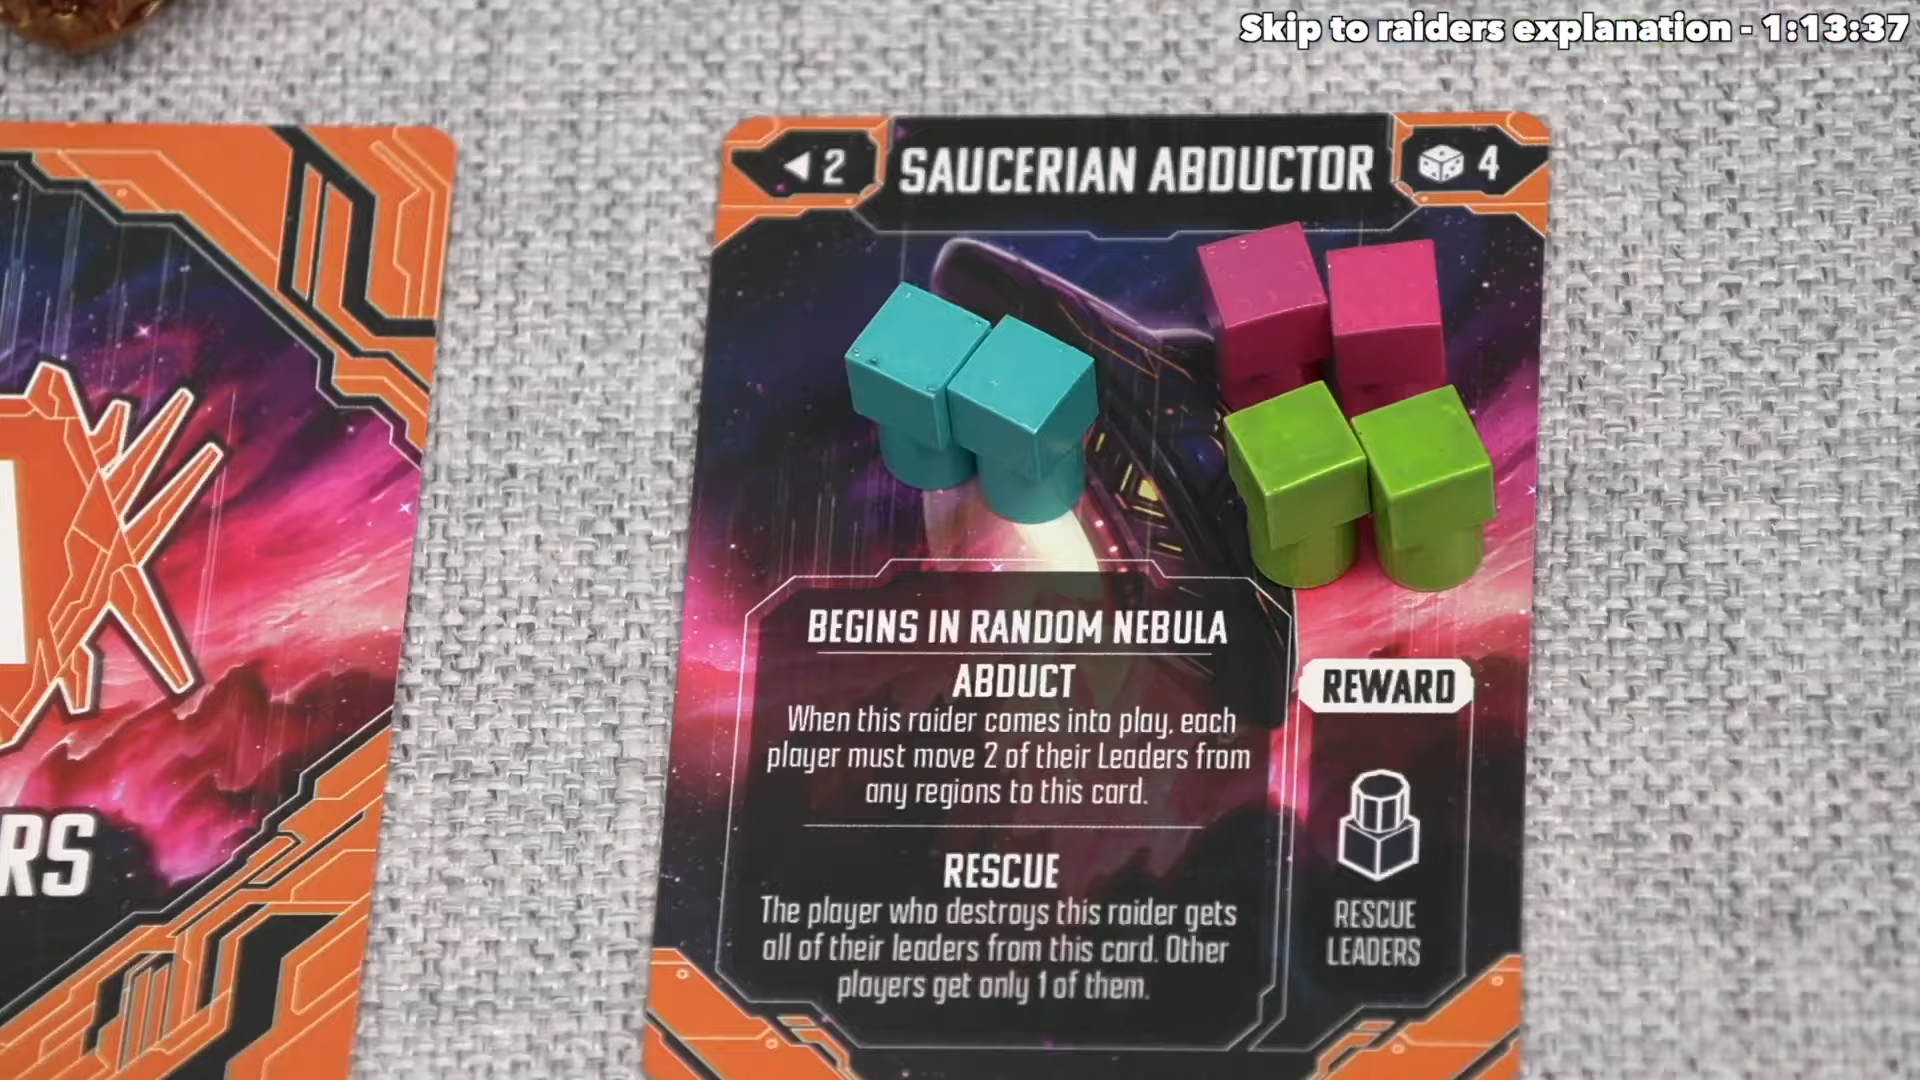 Skip to raiders explanation - 1:13:37
2
SAUCERIAN ABDUCTOR
4
BEGINS IN RANDOM NEBULA
ABDUCT
When this raider comes into play, each
player must move 2 of their Leaders from
any regions to this card.
RESCUE
The player who destroys this raider gets
all of their leaders from this card. Other
players get only 1 of them.
REWARD
RESCUE
LEADERS
RS